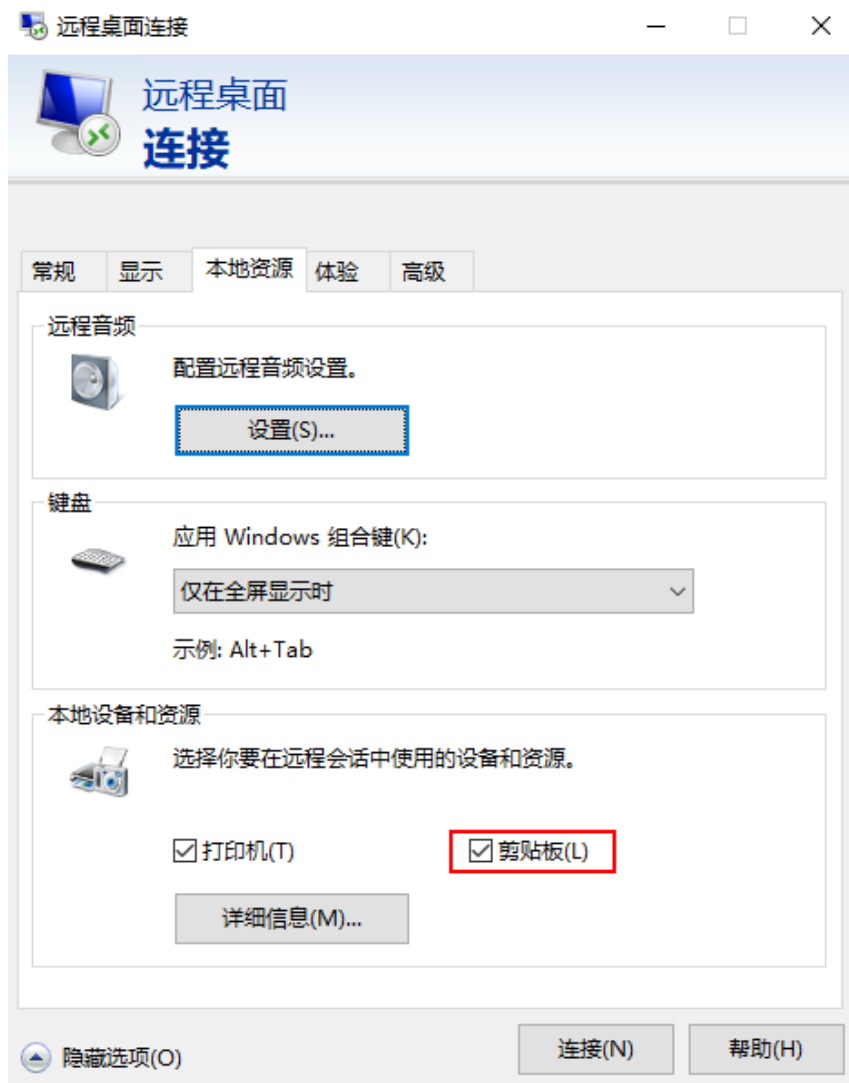 远程桌面连接
远程桌面
连接
常规 显示 本地资源 体验 高级
远程音频
配置远程音频设置。
设置(S)...
键盘
应用 Windows 组合键(K):
仅在全屏显示时
示例: Alt+Tab
本地设备和资源
选择你要在远程会话中使用的设备和资源。
打印机(T) 剪贴板(L)
详细信息(M)...
隐藏选项(O) 连接(N) 帮助(H)